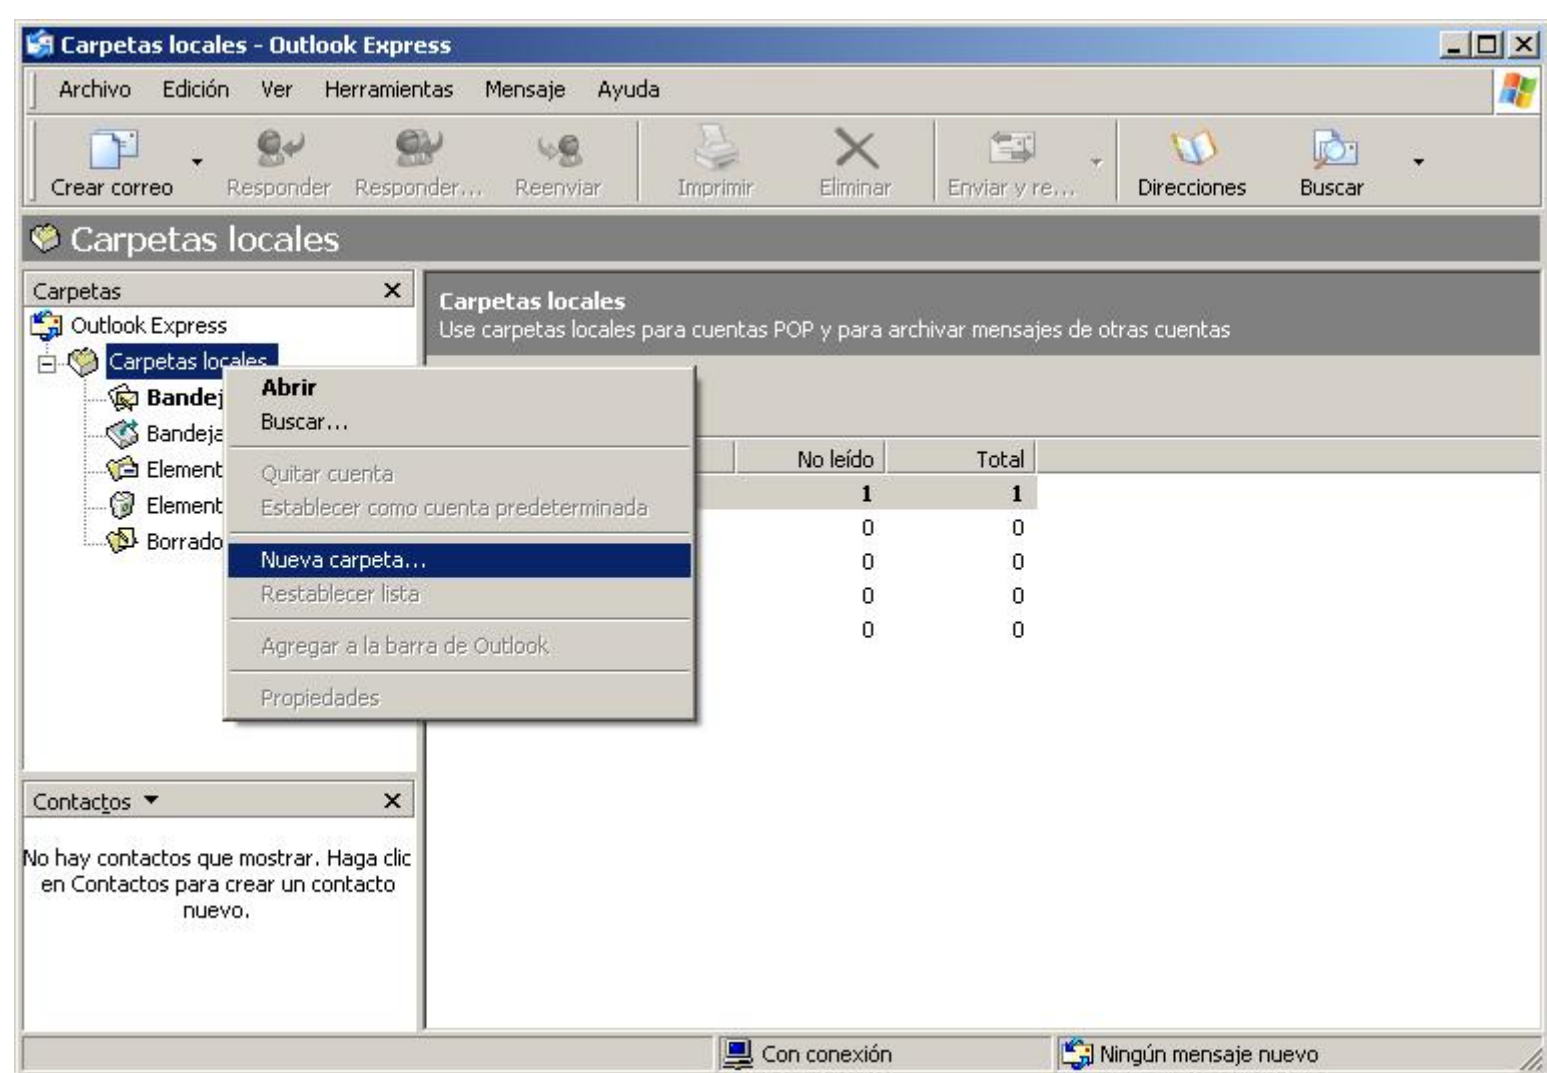 Carpetas locales - Outlook Express
Archivo Edición Ver Herramientas Mensaje Ayuda
Crear correo Responder Responder... Reenviar Imprimir Eliminar Enviar y re... Direcciones Buscar
Carpetas locales
Carpetas
Outlook Express
Carpetas locales
Bandej
Bandeja
Element
Element
Borrado
Abrir
Buscar...
Quitar cuenta
Establecer como cuenta predeterminada
Nueva carpeta...
Restablecer lista
Agregar a la barra de Outlook
Propiedades
Carpetas locales
Use carpetas locales para cuentas POP y para archivar mensajes de otras cuentas
No leído Total
1 1
0 0
0 0
0 0
0 0
Contactos
No hay contactos que mostrar. Haga clic
en Contactos para crear un contacto
nuevo.
Con conexión Ningún mensaje nuevo